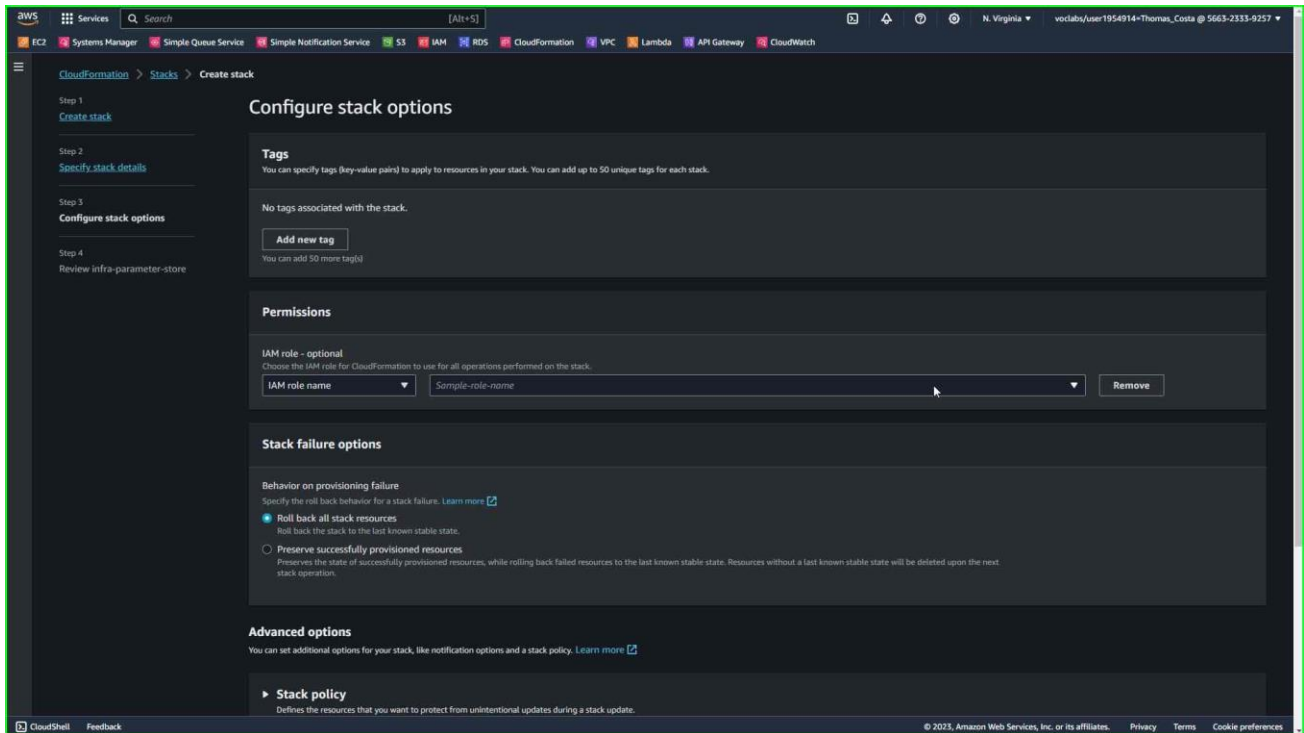 aws
Services
Search
[Alt+S]
N. Virginia
voclabs/user1954914=Thomas_Costa @ 5663-2333-9257
EC2
Systems Manager
Simple Queue Service
Simple Notification Service
S3
IAM
RDS
CloudFormation
VPC
Lambda
API Gateway
CloudWatch
CloudFormation > Stacks > Create stack
Step 1
Create stack
Step 2
Specify stack details
Step 3
Configure stack options
Step 4
Review infra-parameter-store
Configure stack options
Tags
You can specify tags (key-value pairs) to apply to resources in your stack. You can add up to 50 unique tags for each stack.
No tags associated with the stack.
Add new tag
You can add 50 more tag(s)
Permissions
IAM role - optional
Choose the IAM role for CloudFormation to use for all operations performed on the stack.
IAM role name
Sample-role-name
Remove
Stack failure options
Behavior on provisioning failure
Specify the roll back behavior for a stack failure. Learn more
Roll back all stack resources
Roll back the stack to the last known stable state.
Preserve successfully provisioned resources
Preserves the state of successfully provisioned resources, while rolling back failed resources to the last known stable state. Resources without a last known stable state will be deleted upon the next
stack operation.
Advanced options
You can set additional options for your stack, like notification options and a stack policy. Learn more
Stack policy
Defines the resources that you want to protect from unintentional updates during a stack update.
CloudShell
Feedback
© 2023, Amazon Web Services, Inc. or its affiliates.
Privacy
Terms
Cookie preferences